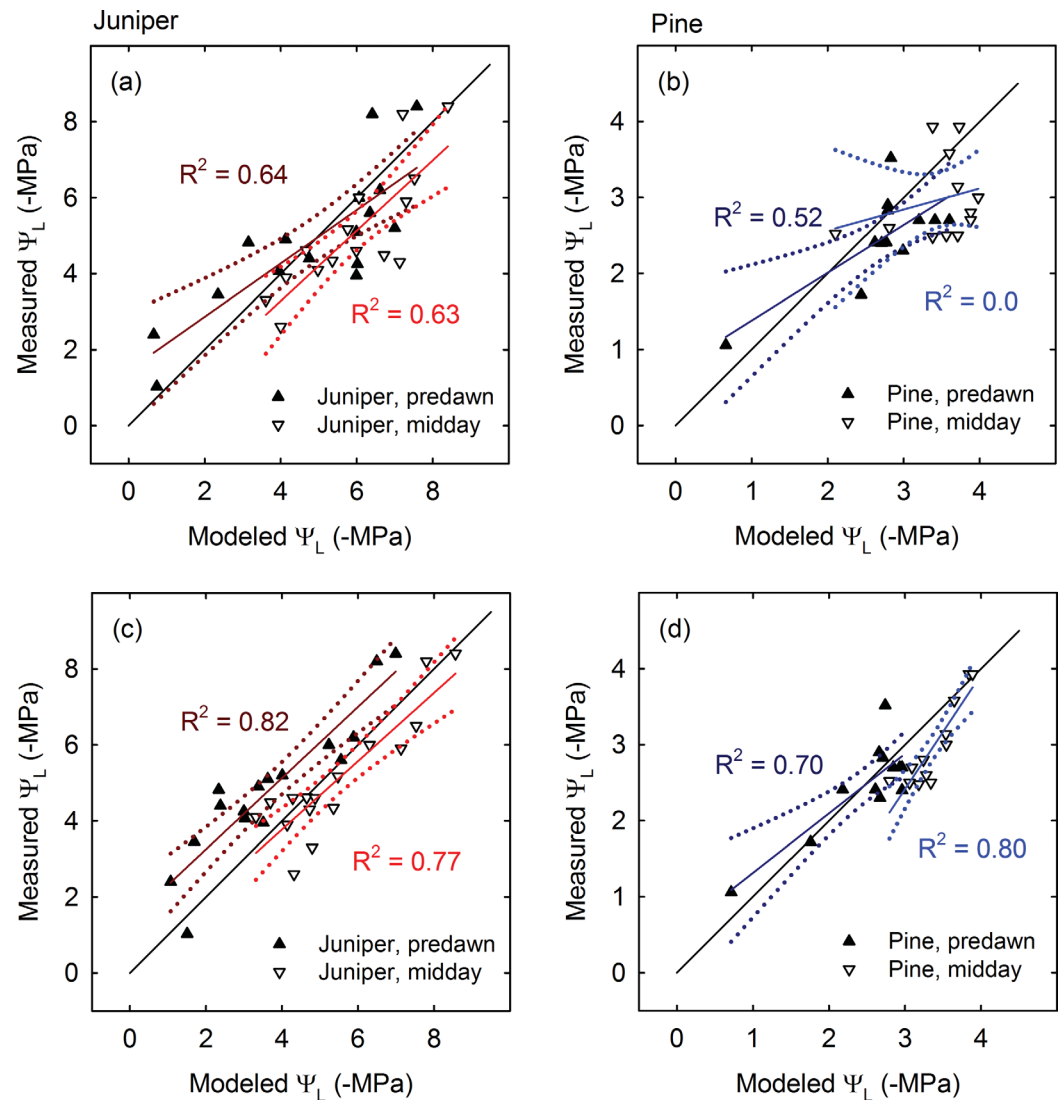 Juniper
Pine
(a)
R² = 0.64
R² = 0.63
Juniper, predawn
Juniper, midday
Measured Ψ_L (-MPa)
8
6
4
2
0
0 2 4 6 8
Modeled Ψ_L (-MPa)
(b)
R² = 0.52
R² = 0.0
Pine, predawn
Pine, midday
Measured Ψ_L (-MPa)
4
3
2
1
0
0 1 2 3 4
Modeled Ψ_L (-MPa)
(c)
R² = 0.82
R² = 0.77
Juniper, predawn
Juniper, midday
Measured Ψ_L (-MPa)
8
6
4
2
0
0 2 4 6 8
Modeled Ψ_L (-MPa)
(d)
R² = 0.70
R² = 0.80
Pine, predawn
Pine, midday
Measured Ψ_L (-MPa)
4
3
2
1
0
0 1 2 3 4
Modeled Ψ_L (-MPa)